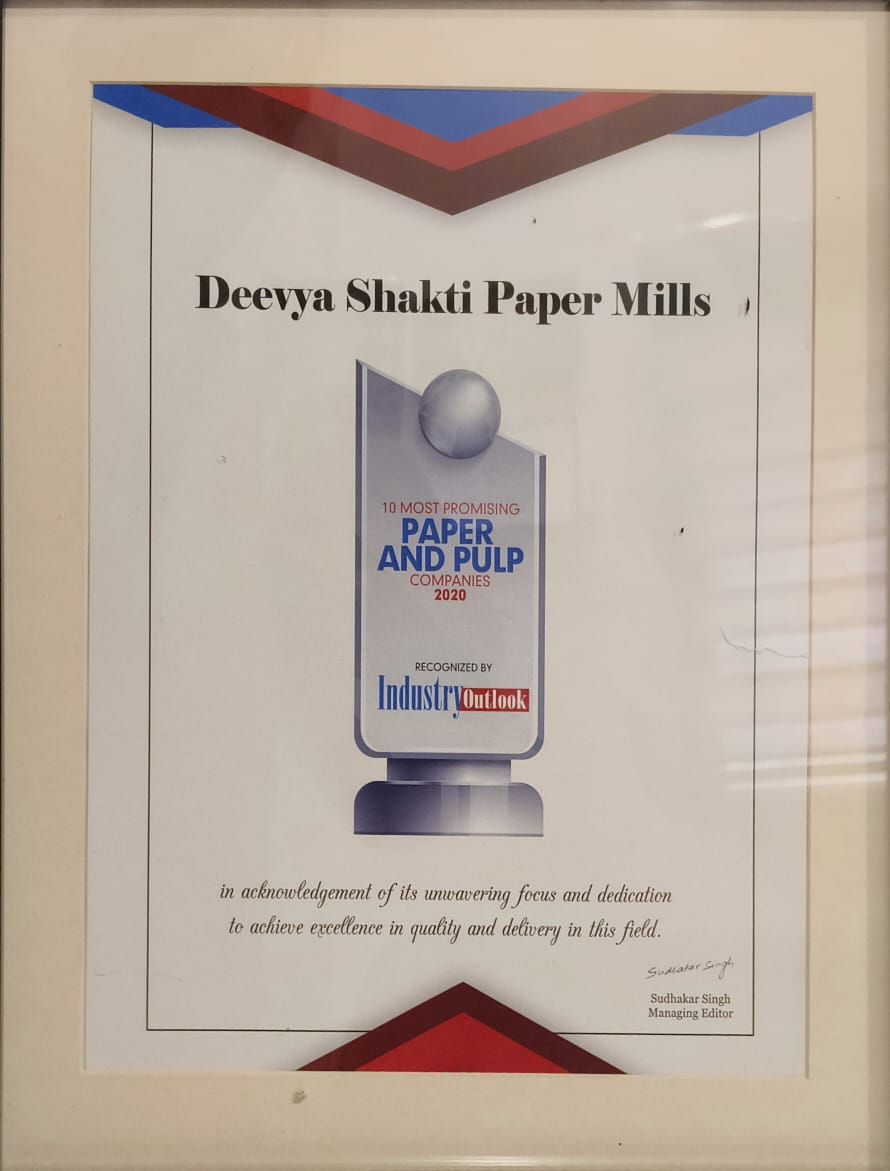 Deevya Shakti Paper Mills
10 MOST PROMISING
PAPER
AND PULP
COMPANIES
2020
RECOGNIZED BY
Industry Outlook
in acknowledgement of its unwavering focus and dedication
to achieve excellence in quality and delivery in this field.
Sudhakar Singh
Sudhakar Singh
Managing Editor